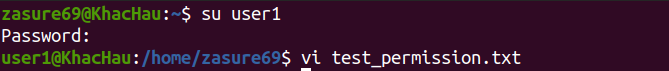 zasure69@KhacHau:~$ su user1
Password:
user1@KhacHau:/home/zasure69$ vi test_permission.txt